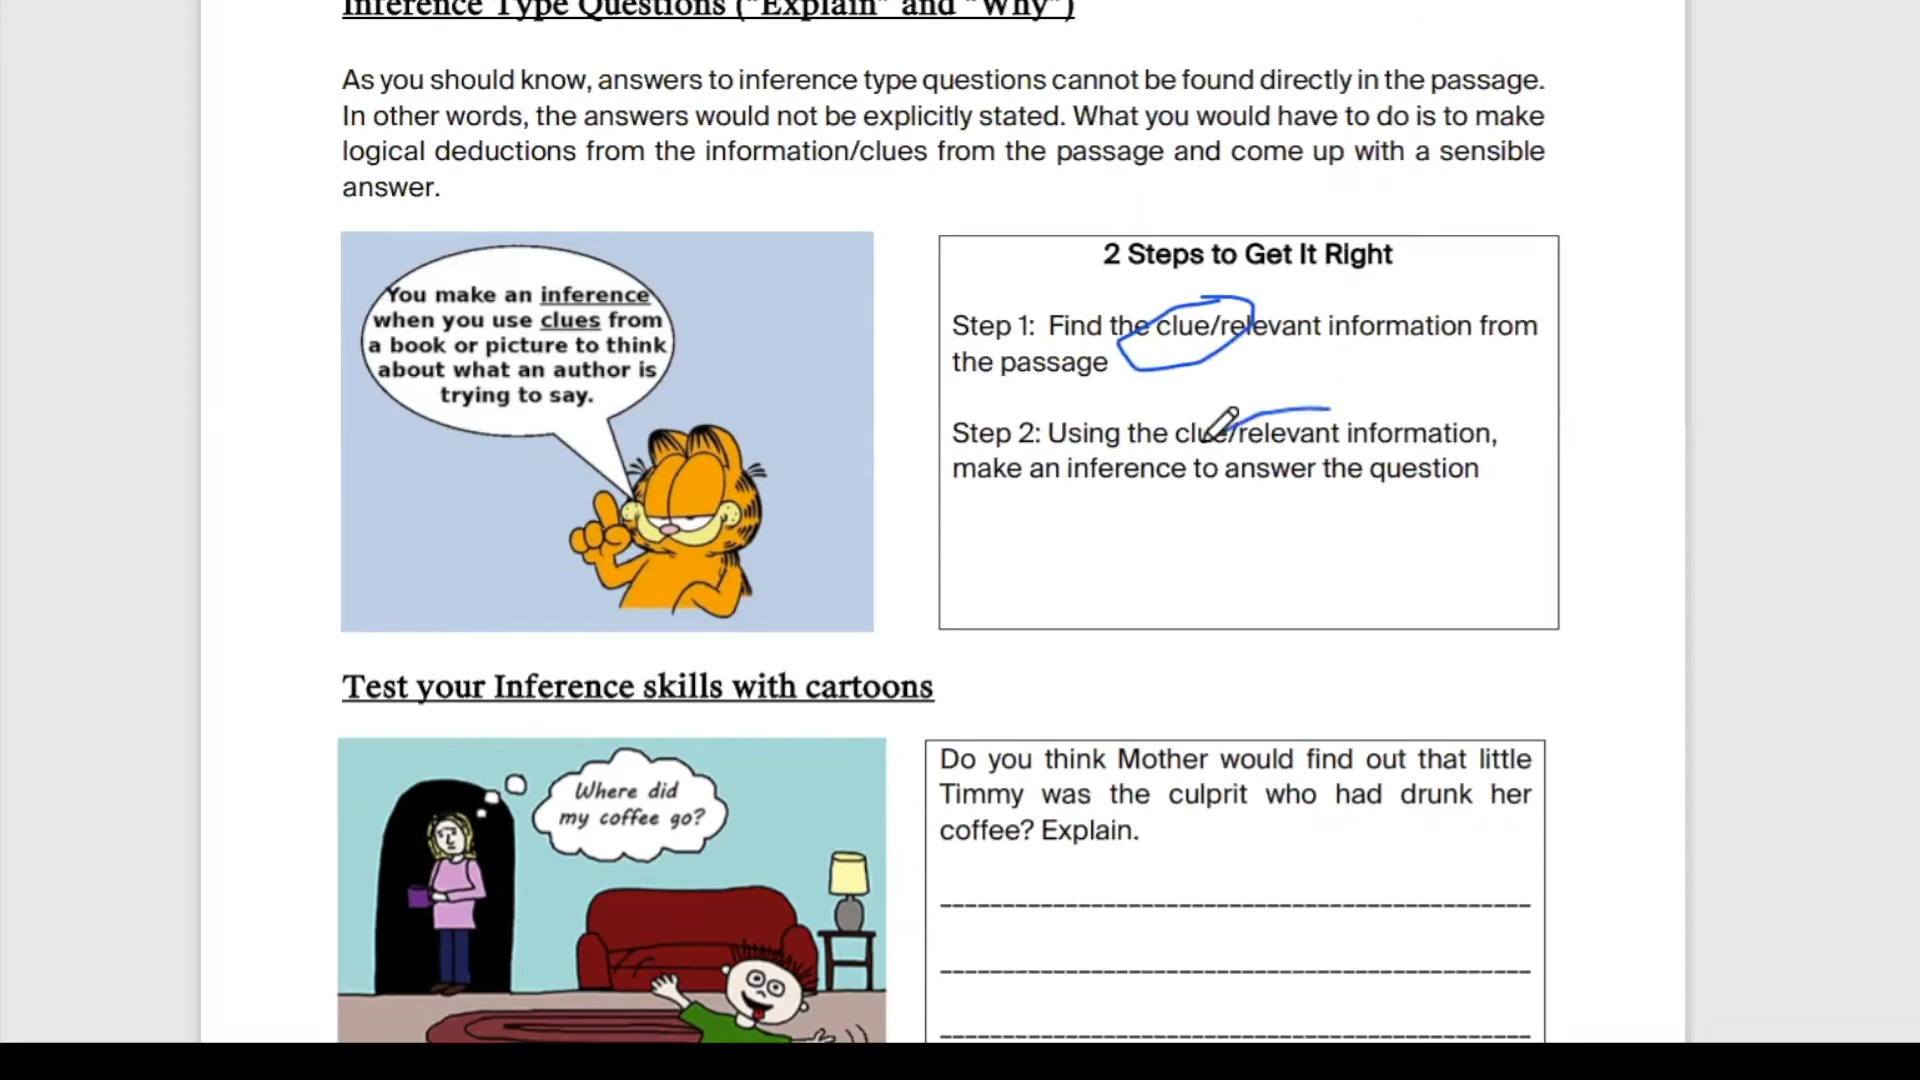 Inference Type Questions ("Explain" and "Why")
As you should know, answers to inference type questions cannot be found directly in the passage.
In other words, the answers would not be explicitly stated. What you would have to do is to make
logical deductions from the information/clues from the passage and come up with a sensible
answer.
You make an inference
when you use clues from
a book or picture to think
about what an author is
trying to say.
2 Steps to Get It Right
Step 1: Find the clue/relevant information from
the passage
Step 2: Using the clue/relevant information,
make an inference to answer the question
Test your Inference skills with cartoons
Where did
my coffee go?
Do you think Mother would find out that little
Timmy was the culprit who had drunk her
coffee? Explain.